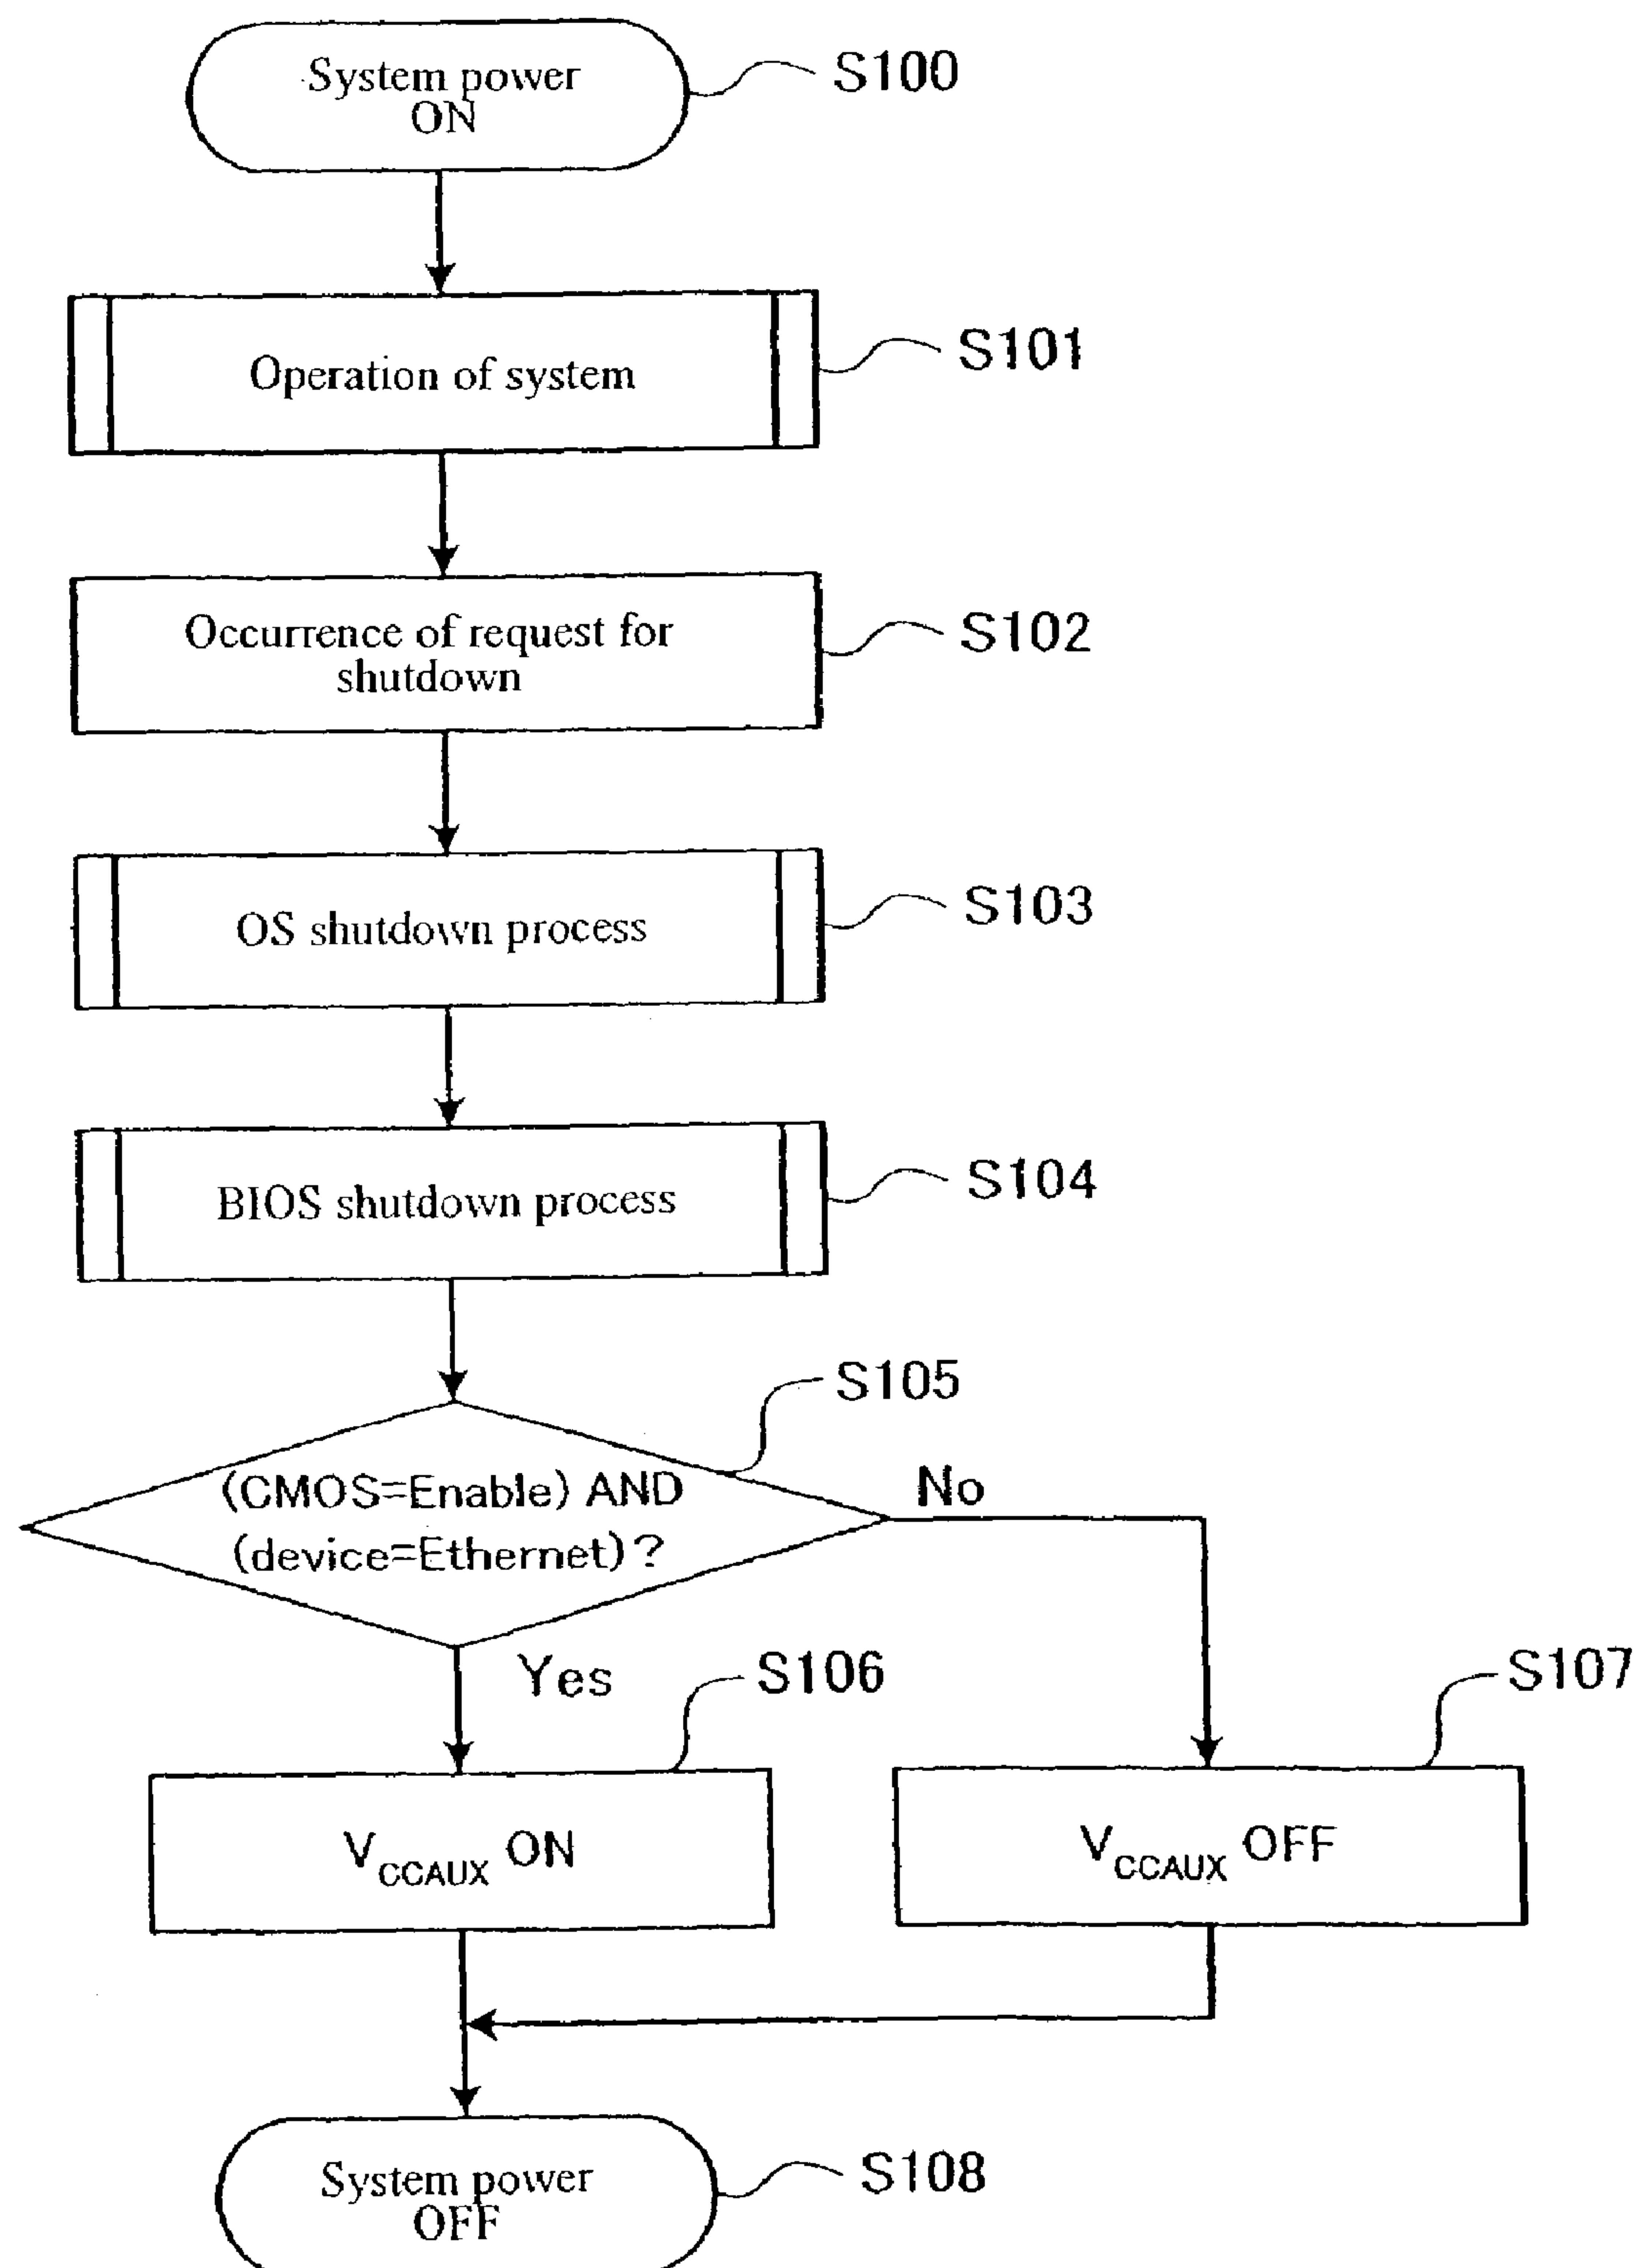 System power
ON
S100
Operation of system
S101
Occurrence of request for
shutdown
S102
OS shutdown process
S103
BIOS shutdown process
S104
S105
(CMOS=Enable) AND
(device=Ethernet)?
No
Yes
S106
S107
VCCAUX ON
VCCAUX OFF
System power
OFF
S108